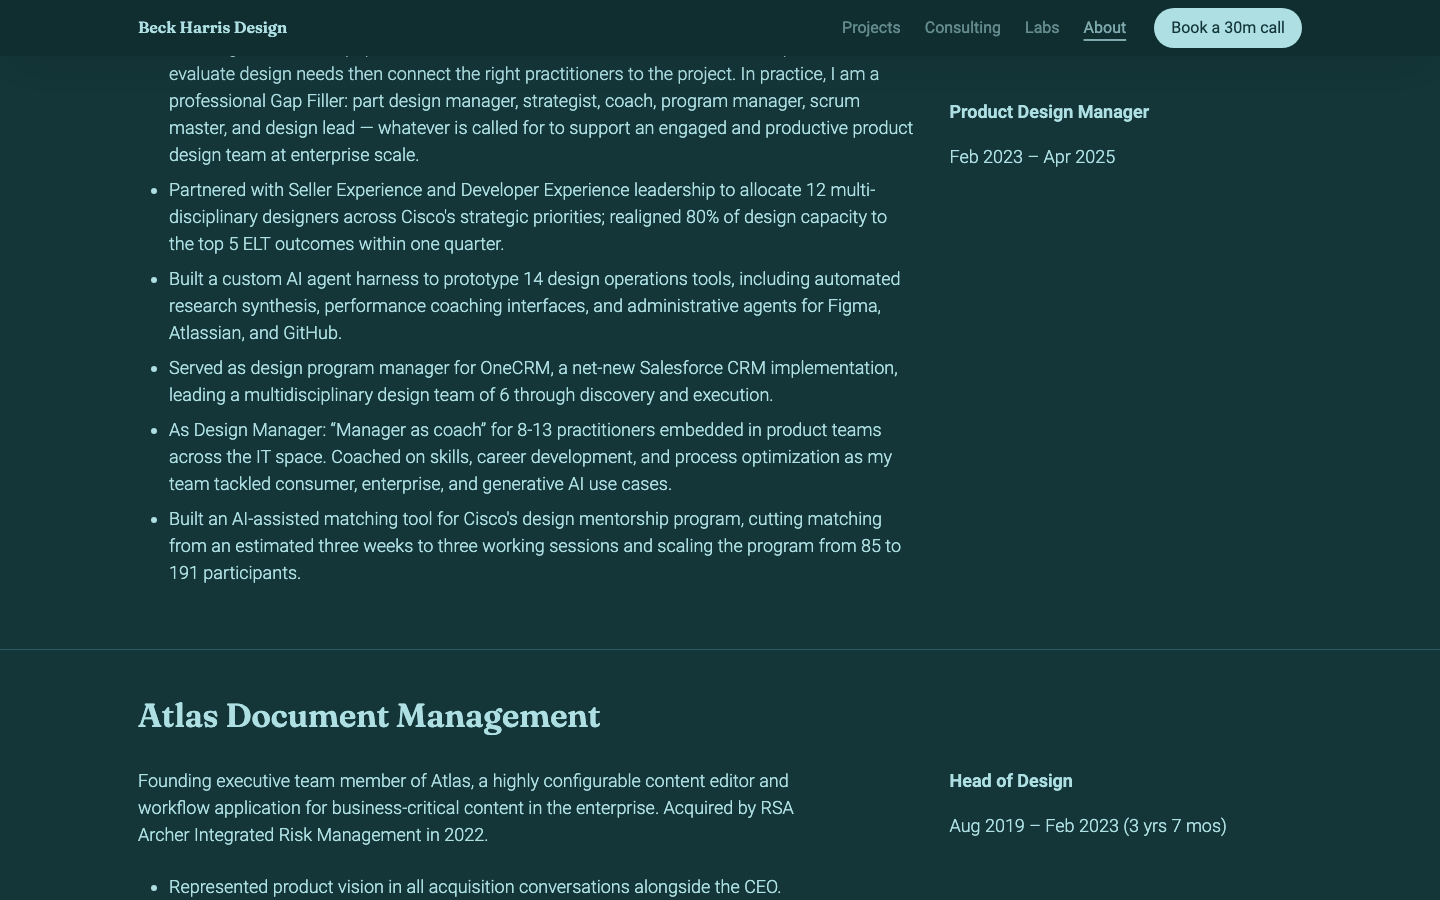 Beck Harris Design
Projects
Consulting
Labs
About
Book a 30m call
evaluate design needs then connect the right practitioners to the project. In practice, I am a
professional Gap Filler: part design manager, strategist, coach, program manager, scrum
master, and design lead — whatever is called for to support an engaged and productive product
design team at enterprise scale.
Product Design Manager
Feb 2023 – Apr 2025
• Partnered with Seller Experience and Developer Experience leadership to allocate 12 multi-
disciplinary designers across Cisco's strategic priorities; realigned 80% of design capacity to
the top 5 ELT outcomes within one quarter.
• Built a custom AI agent harness to prototype 14 design operations tools, including automated
research synthesis, performance coaching interfaces, and administrative agents for Figma,
Atlassian, and GitHub.
• Served as design program manager for OneCRM, a net-new Salesforce CRM implementation,
leading a multidisciplinary design team of 6 through discovery and execution.
• As Design Manager: “Manager as coach” for 8-13 practitioners embedded in product teams
across the IT space. Coached on skills, career development, and process optimization as my
team tackled consumer, enterprise, and generative AI use cases.
• Built an AI-assisted matching tool for Cisco's design mentorship program, cutting matching
from an estimated three weeks to three working sessions and scaling the program from 85 to
191 participants.
Atlas Document Management
Founding executive team member of Atlas, a highly configurable content editor and
workflow application for business-critical content in the enterprise. Acquired by RSA
Archer Integrated Risk Management in 2022.
Head of Design
Aug 2019 – Feb 2023 (3 yrs 7 mos)
• Represented product vision in all acquisition conversations alongside the CEO.